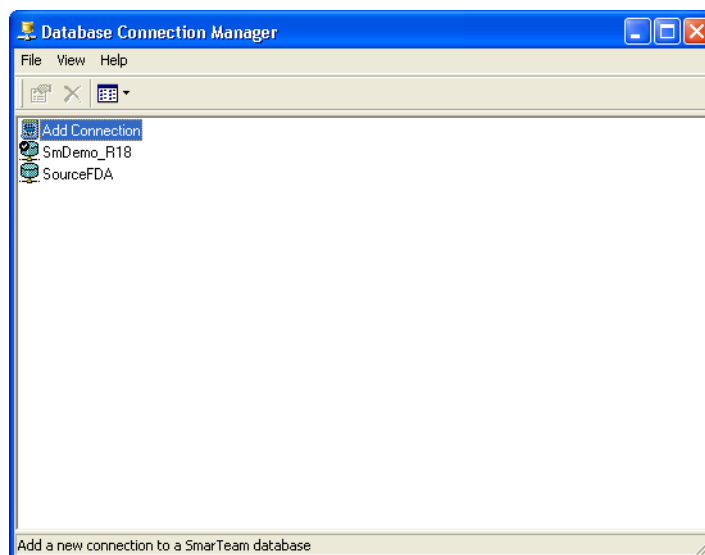 Database Connection Manager
File View Help
Add Connection
SmDemo_R18
SourceFDA
Add a new connection to a SmarTeam database